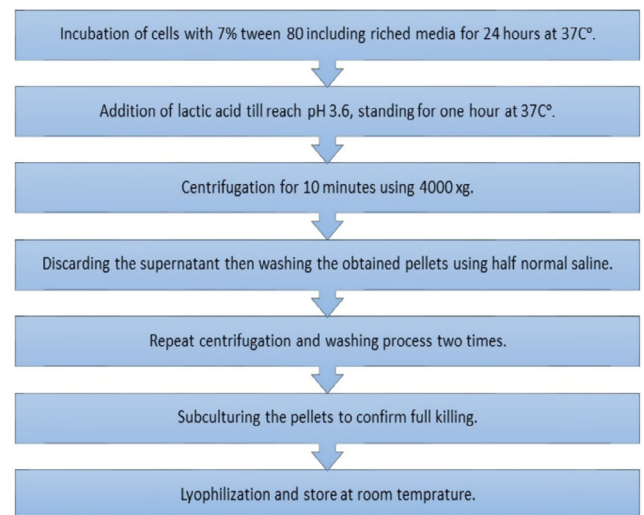 Incubation of cells with 7% tween 80 including riched media for 24 hours at 37C°.
Addition of lactic acid till reach pH 3.6, standing for one hour at 37C°.
Centrifugation for 10 minutes using 4000 xg.
Discarding the supernatant then washing the obtained pellets using half normal saline.
Repeat centrifugation and washing process two times.
Subculturing the pellets to confirm full killing.
Lyophilization and store at room temprature.